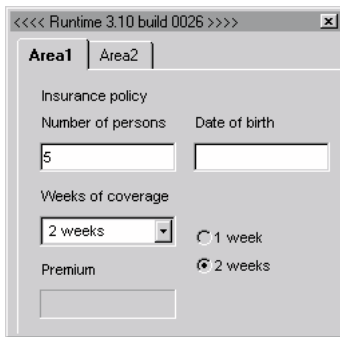 <<<< Runtime 3.10 build 0026 >>>>
Area1 Area2
Insurance policy
Number of persons Date of birth
5
Weeks of coverage
2 weeks
1 week
Premium
2 weeks